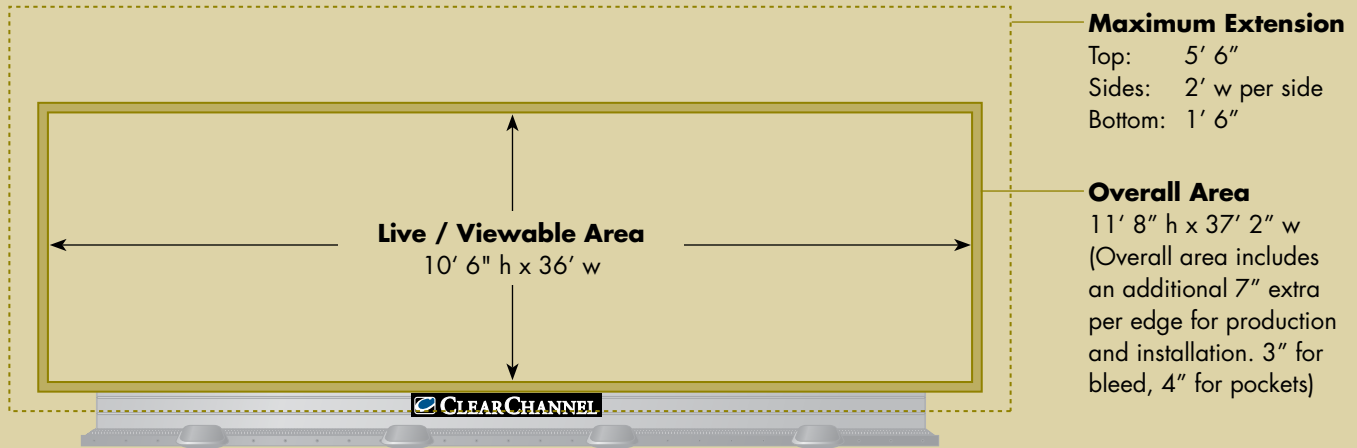 Maximum Extension
Top: 5’ 6”
Sides: 2’ w per side
Bottom: 1’ 6”
Overall Area
11’ 8” h x 37’ 2” w
(Overall area includes
an additional 7” extra
per edge for production
and installation. 3” for
bleed, 4” for pockets)
Live / Viewable Area
10’ 6" h x 36’ w
CLEARCHANNEL